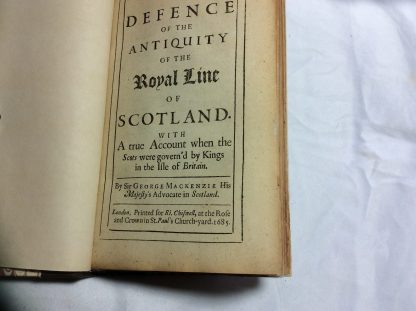 DEFENCE
OF THE
ANTIQUITY
OF THE
Royal Line
OF
SCOTLAND.
WITH
A true Account when the
Scots were govern'd by Kings
in the Isle of Britain.
By Sir GEORGE MACKENZIE His
Majesty's Advocate in Scotland.
London, Printed for Ri. Chiswell, at the Rose
and Crown in St. Paul's Church-yard. 1685.